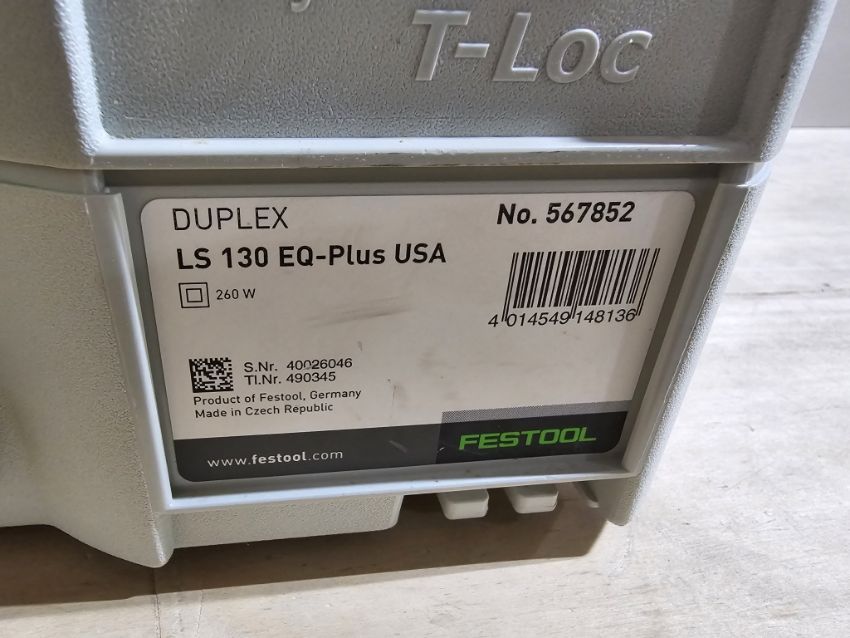 T-Loc
DUPLEX
No. 567852
LS 130 EQ-Plus USA
260 W
4 014549 148136
S.Nr. 40026046
TI.Nr. 490345
Product of Festool, Germany
Made in Czech Republic
www.festool.com
FESTOOL